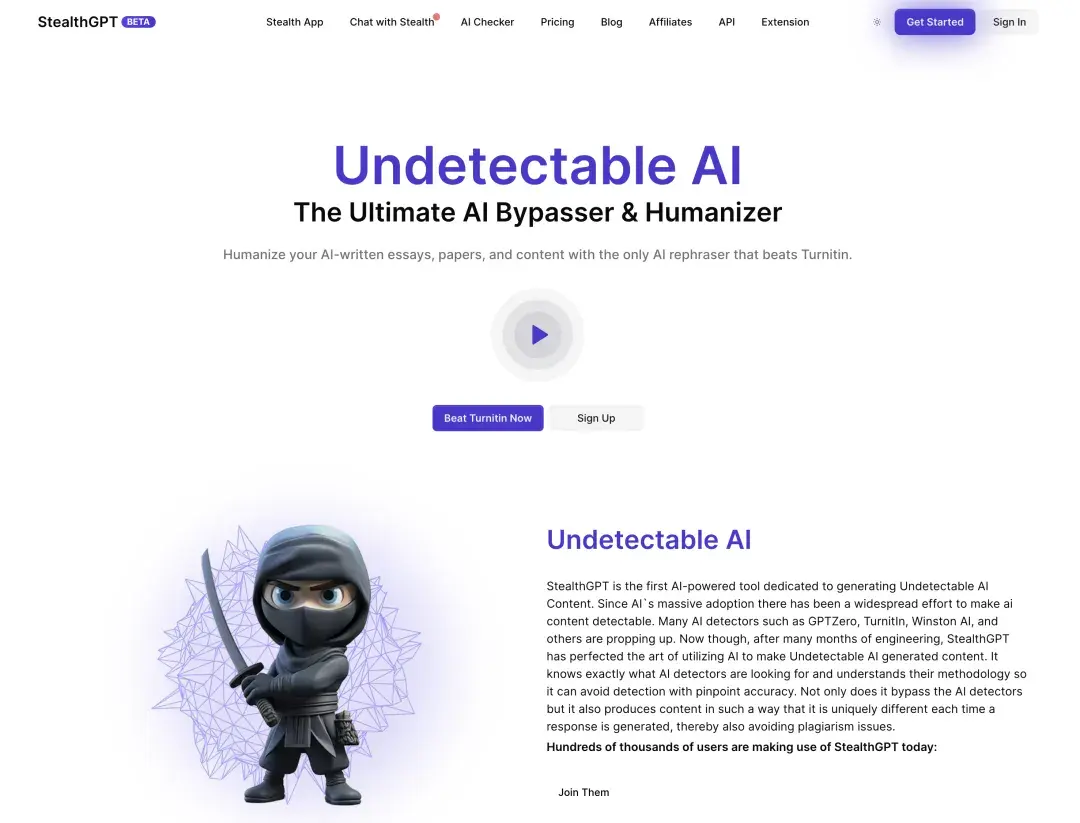 StealthGPT BETA
Stealth App Chat with Stealth AI Checker Pricing Blog Affiliates API Extension Get Started Sign In
Undetectable AI
The Ultimate AI Bypasser & Humanizer
Humanize your AI-written essays, papers, and content with the only AI rephraser that beats Turnitin.
Beat Turnitin Now Sign Up
Undetectable AI
StealthGPT is the first AI-powered tool dedicated to generating Undetectable AI
Content. Since AI`s massive adoption there has been a widespread effort to make ai
content detectable. Many AI detectors such as GPTZero, TurnitIn, Winston AI, and
others are propping up. Now though, after many months of engineering, StealthGPT
has perfected the art of utilizing AI to make Undetectable AI generated content. It
knows exactly what AI detectors are looking for and understands their methodology so
it can avoid detection with pinpoint accuracy. Not only does it bypass the AI detectors
but it also produces content in such a way that it is uniquely different each time a
response is generated, thereby also avoiding plagiarism issues.
Hundreds of thousands of users are making use of StealthGPT today:
Join Them